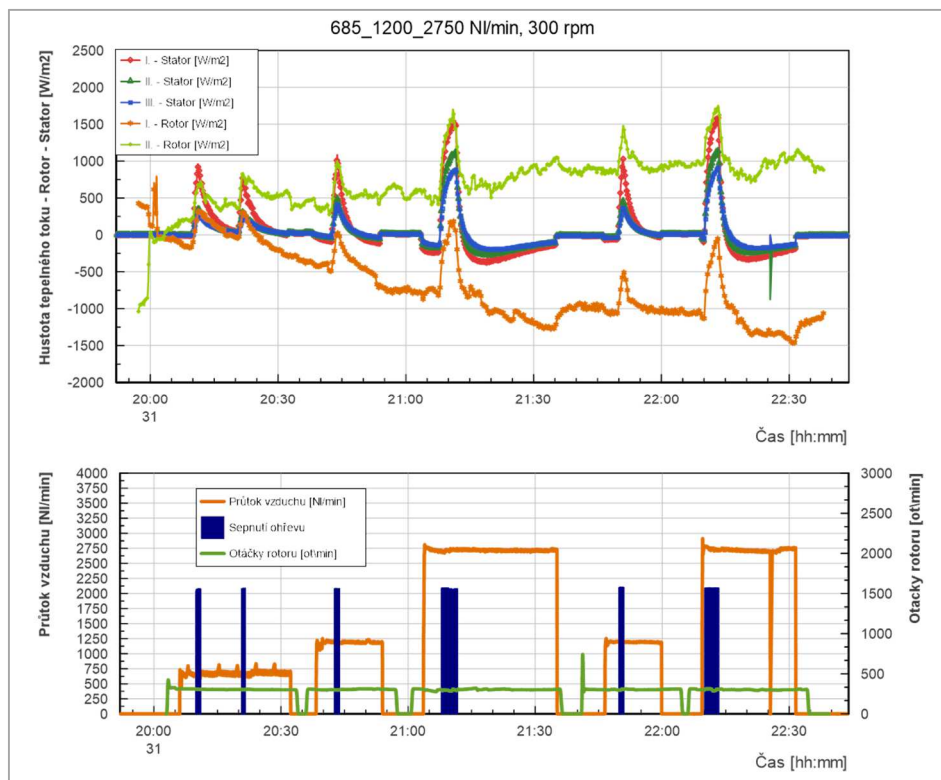 685_1200_2750 Nl/min, 300 rpm
Hustota tepelného toku - Rotor - Stator [W/m2]
2500
2000
1500
1000
500
0
-500
-1000
-1500
-2000
I. - Stator [W/m2]
II. - Stator [W/m2]
III. - Stator [W/m2]
I. - Rotor [W/m2]
II. - Rotor [W/m2]
20:00 20:30 21:00 21:30 22:00 22:30
31
Čas [hh:mm]
Průtok vzduchu [Nl/min]
4000
3750
3500
3250
3000
2750
2500
2250
2000
1750
1500
1250
1000
750
500
250
0
Průtok vzduchu [Nl/min]
Sepnutí ohřevu
Otáčky rotoru [ot\min]
3000
2500
2000
1500
1000
500
0
Otacky rotoru [ot\min]
20:00 20:30 21:00 21:30 22:00 22:30
31
Čas [hh:mm]